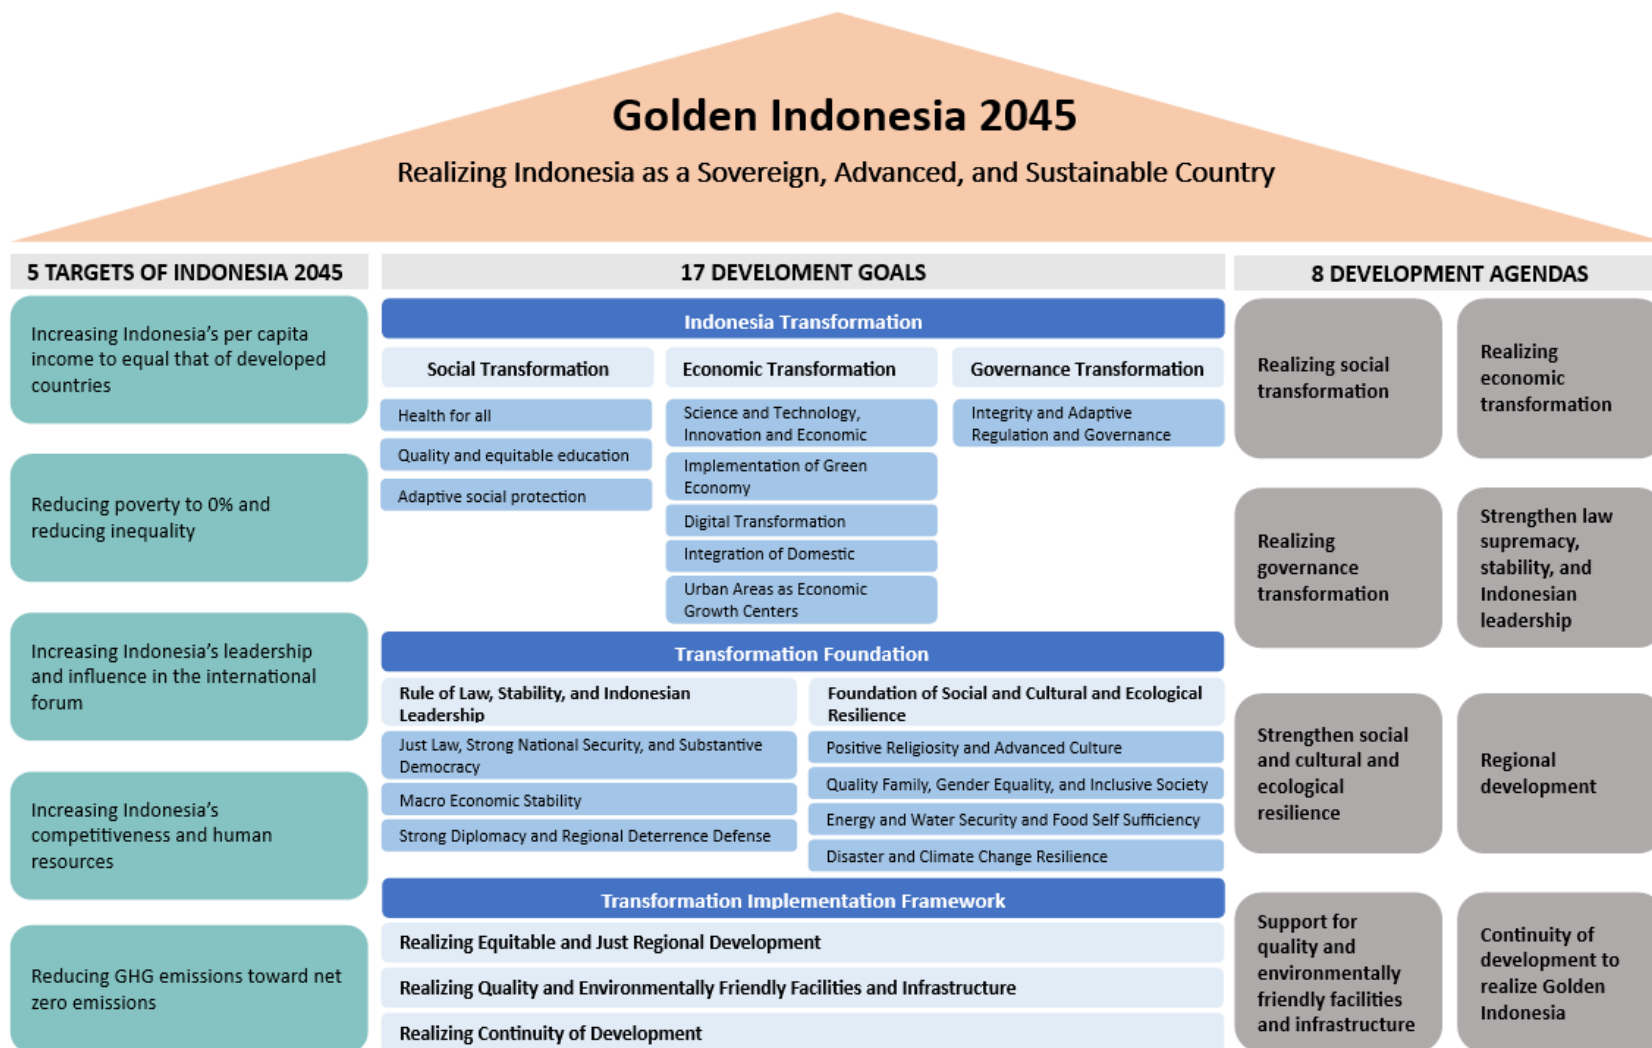 Golden Indonesia 2045
Realizing Indonesia as a Sovereign, Advanced, and Sustainable Country
5 TARGETS OF INDONESIA 2045
Increasing Indonesia's per capita
income to equal that of developed
countries
Reducing poverty to 0% and
reducing inequality
Increasing Indonesia's leadership
and influence in the international
forum
Increasing Indonesia's
competitiveness and human
resources
Reducing GHG emissions toward net
zero emissions
17 DEVELOMENT GOALS
Indonesia Transformation
Social Transformation
Health for all
Quality and equitable education
Adaptive social protection
Economic Transformation
Science and Technology,
Innovation and Economic
Implementation of Green
Economy
Digital Transformation
Integration of Domestic
Urban Areas as Economic
Growth Centers
Governance Transformation
Integrity and Adaptive
Regulation and Governance
Transformation Foundation
Rule of Law, Stability, and Indonesian
Leadership
Just Law, Strong National Security, and Substantive
Democracy
Macro Economic Stability
Strong Diplomacy and Regional Deterrence Defense
Foundation of Social and Cultural and Ecological
Resilience
Positive Religiosity and Advanced Culture
Quality Family, Gender Equality, and Inclusive Society
Energy and Water Security and Food Self Sufficiency
Disaster and Climate Change Resilience
Transformation Implementation Framework
Realizing Equitable and Just Regional Development
Realizing Quality and Environmentally Friendly Facilities and Infrastructure
Realizing Continuity of Development
8 DEVELOPMENT AGENDAS
Realizing social
transformation
Realizing
economic
transformation
Realizing
governance
transformation
Strengthen law
supremacy,
stability, and
Indonesian
leadership
Strengthen social
and cultural and
ecological
resilience
Regional
development
Support for
quality and
environmentally
friendly facilities
and infrastructure
Continuity of
development to
realize Golden
Indonesia